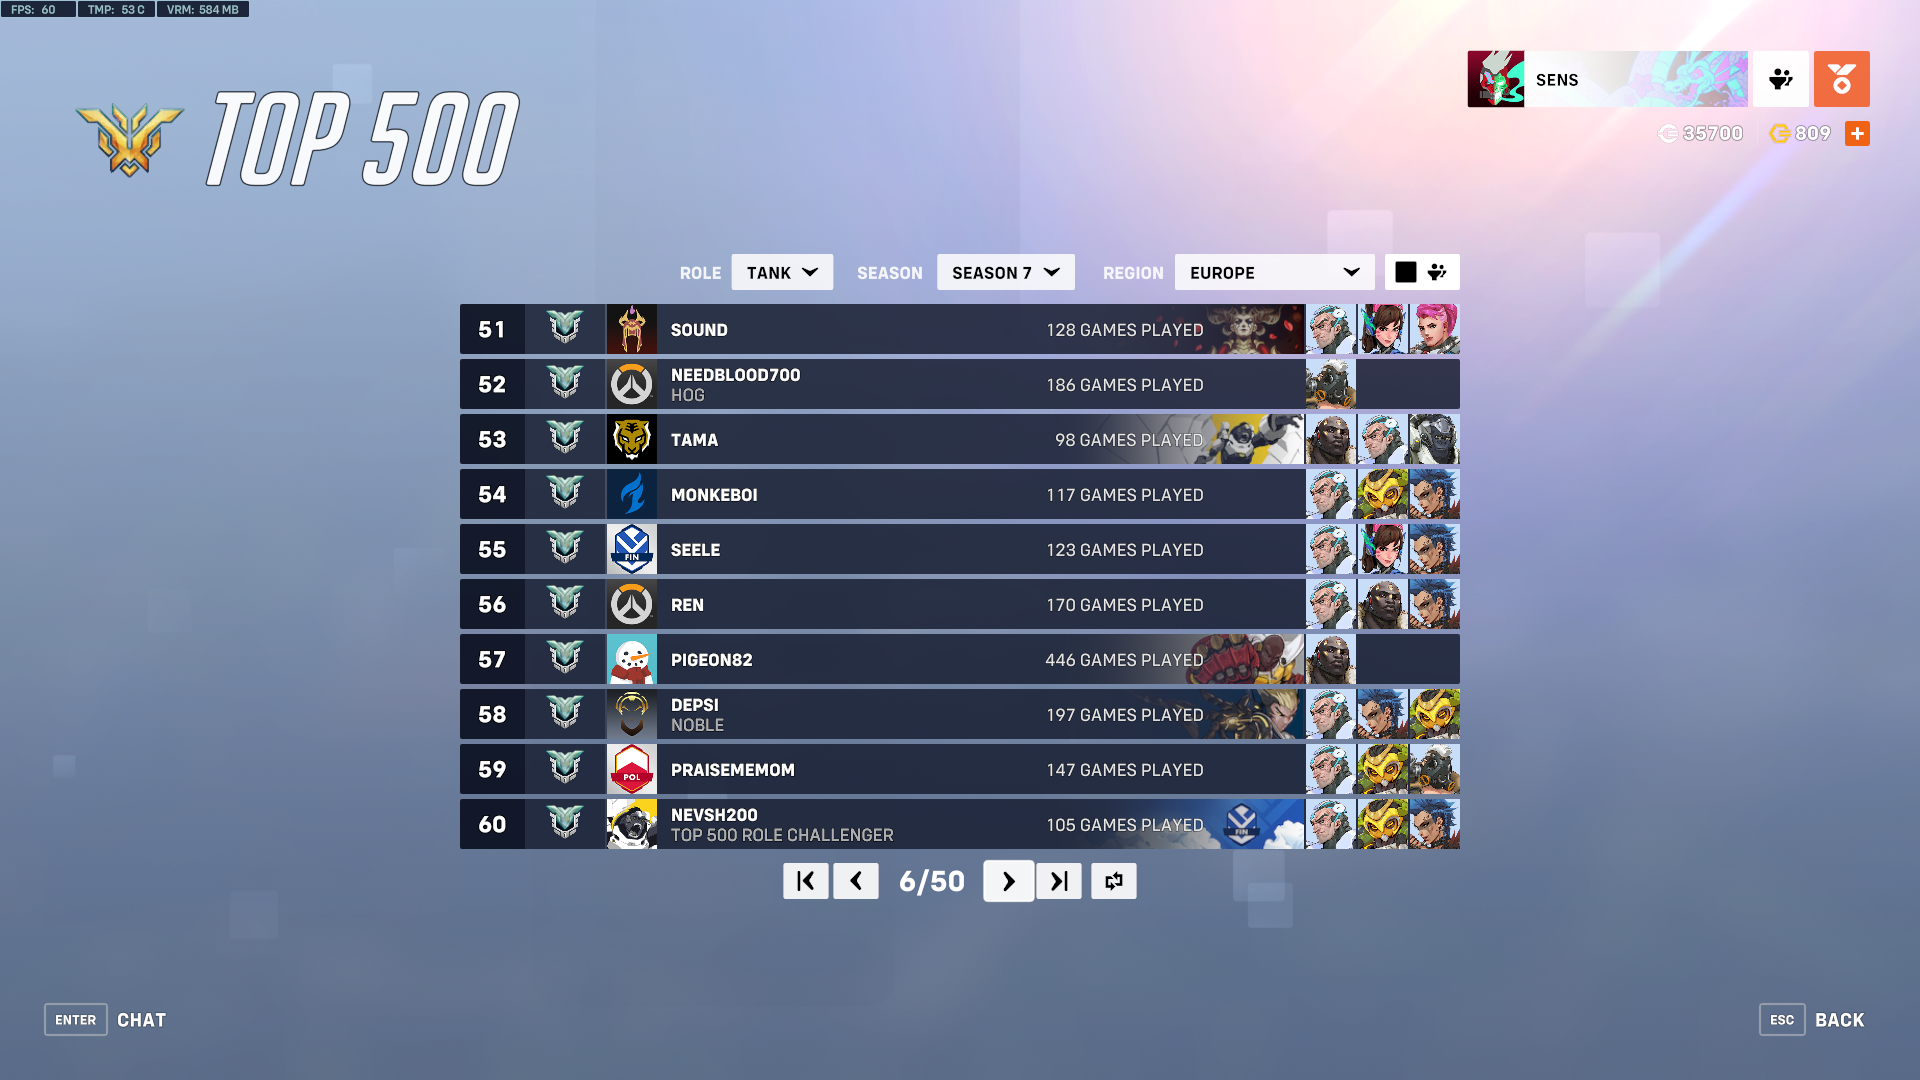 FPS: 60 TMP: 53 C VRM: 584 MB
TOP 500
SENS
35700 809
ROLE TANK SEASON SEASON 7 REGION EUROPE
51 SOUND 128 GAMES PLAYED
52 NEEDBLOOD700 186 GAMES PLAYED
HOG
53 TAMA 98 GAMES PLAYED
54 MONKEBOI 117 GAMES PLAYED
55 FIN SEELE 123 GAMES PLAYED
56 REN 170 GAMES PLAYED
57 PIGEON82 446 GAMES PLAYED
58 DEPSI 197 GAMES PLAYED
NOBLE
59 POL PRAISEMEMOM 147 GAMES PLAYED
60 NEVSH200 105 GAMES PLAYED FIN
TOP 500 ROLE CHALLENGER
6/50
ENTER CHAT
ESC BACK